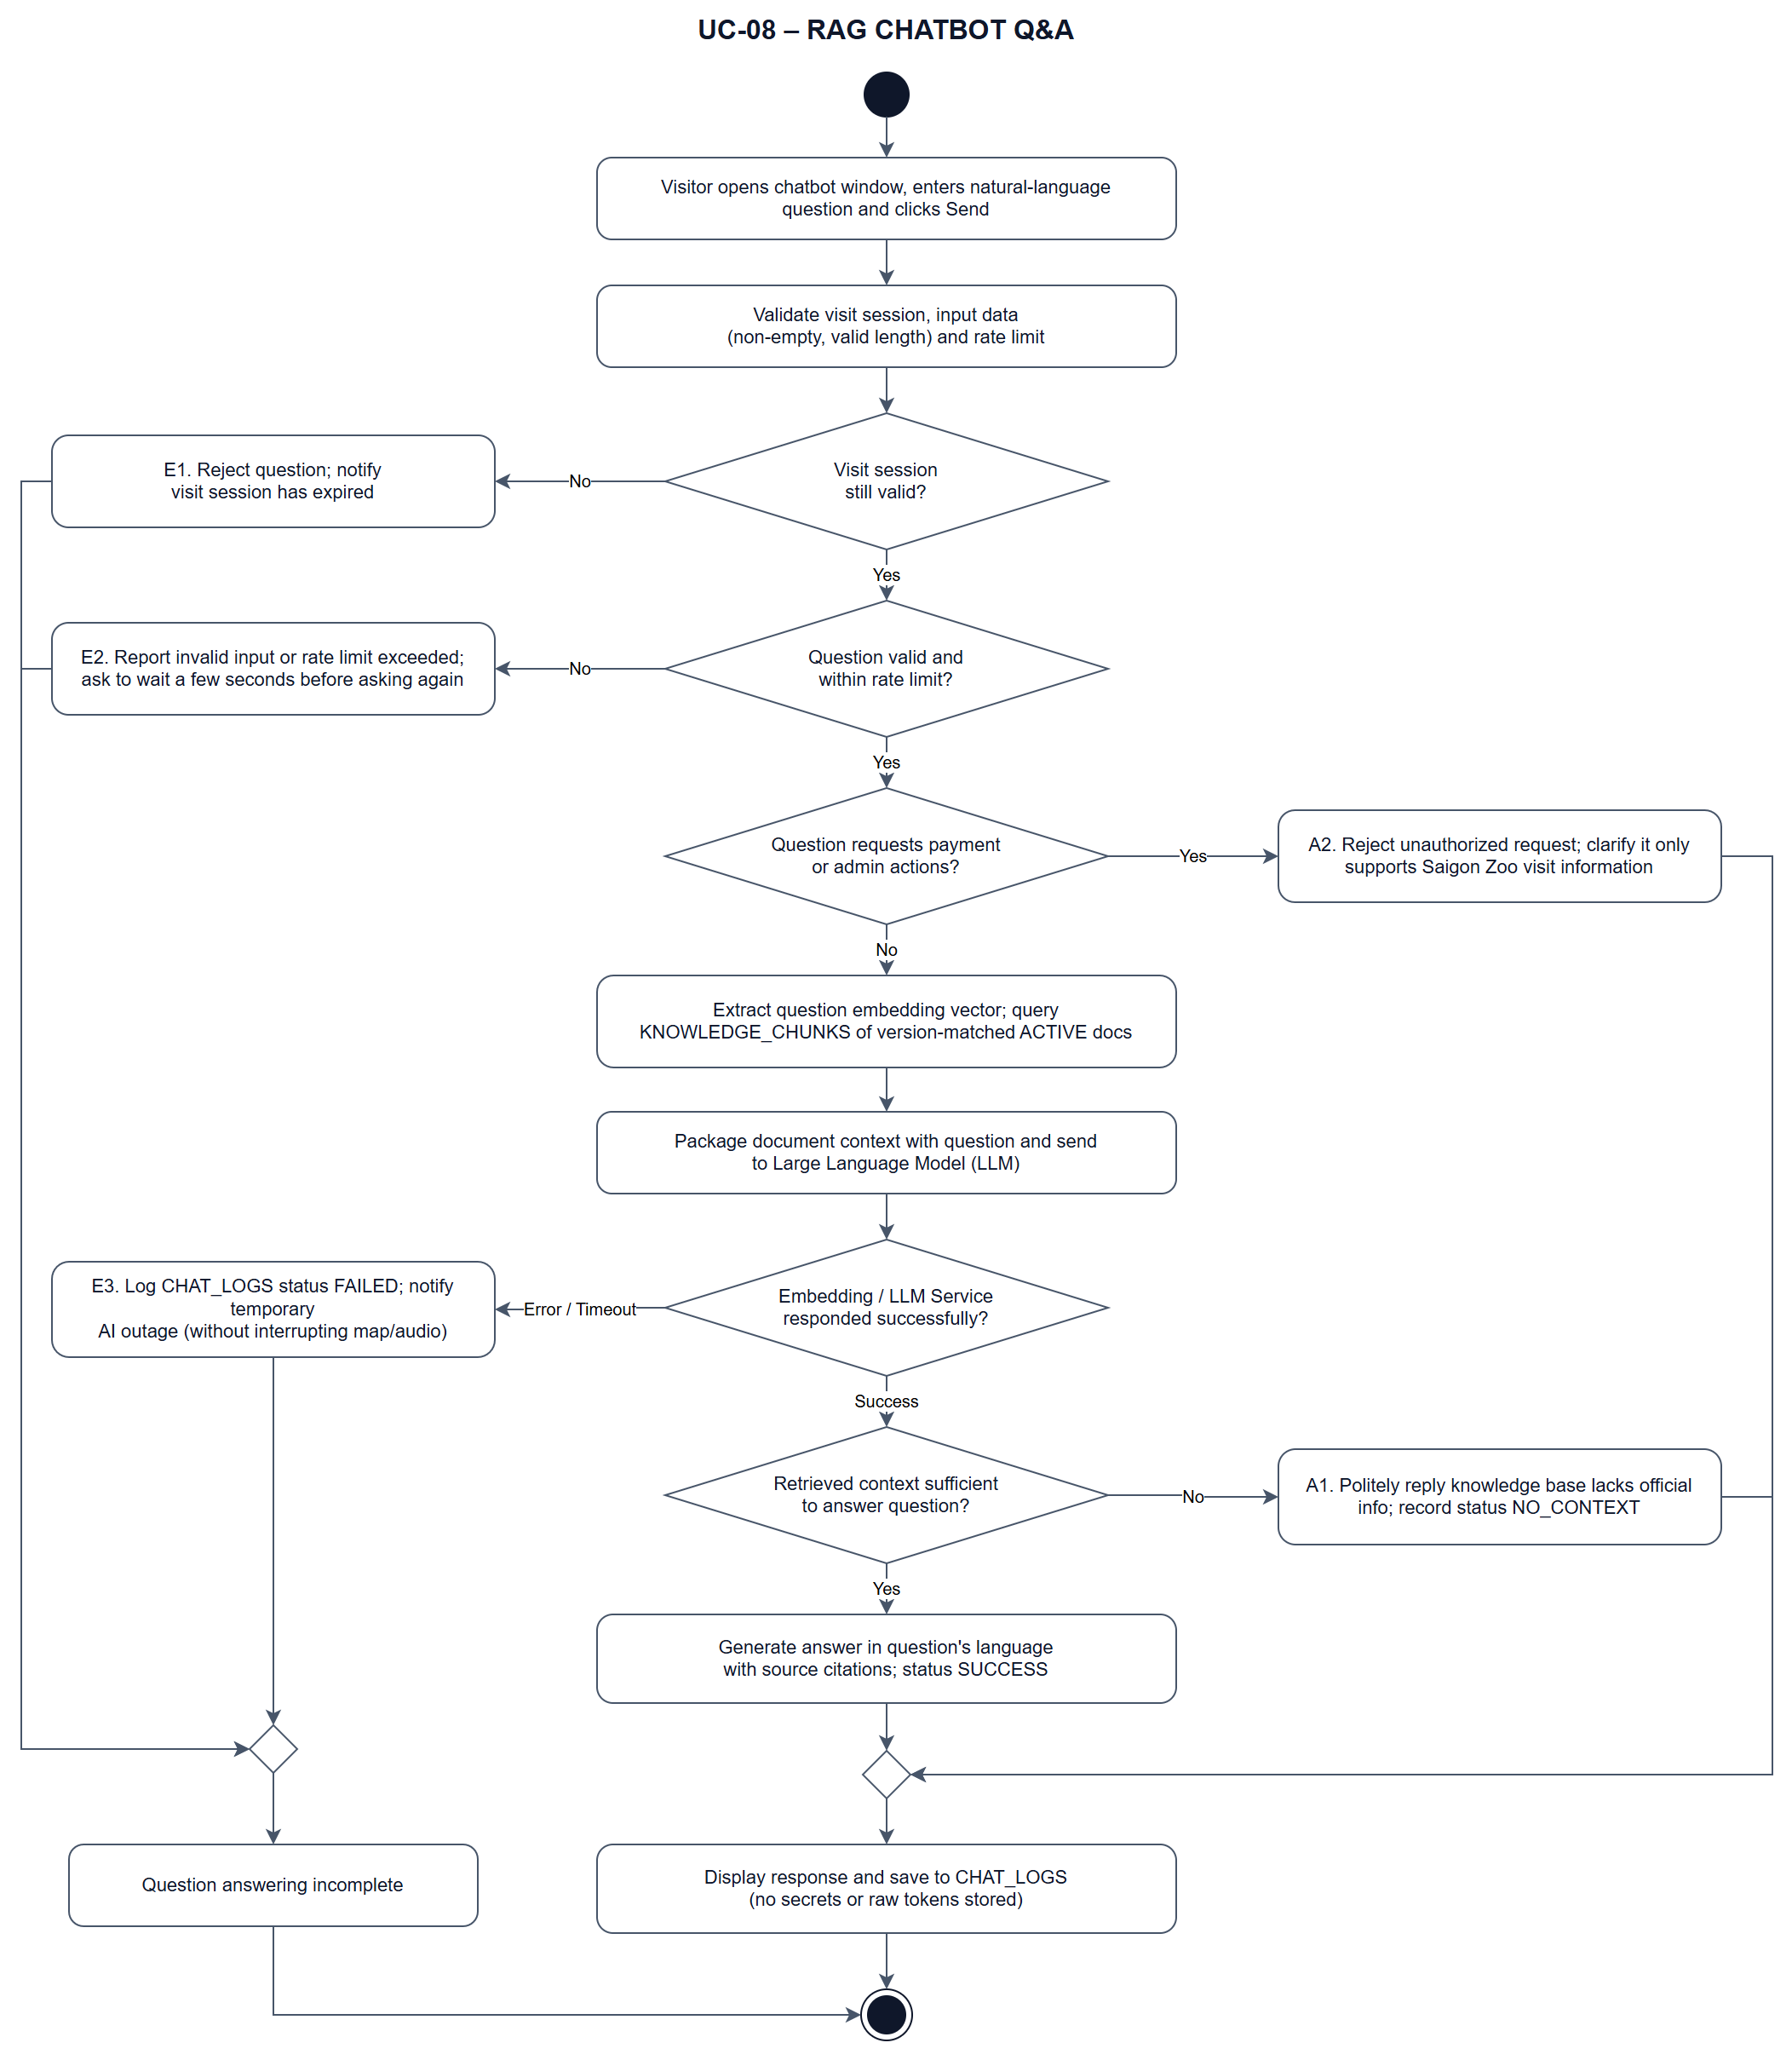 UC-08 – RAG CHATBOT Q&A
Visitor opens chatbot window, enters natural-language
question and clicks Send
Validate visit session, input data
(non-empty, valid length) and rate limit
E1. Reject question; notify
visit session has expired
No
Visit session
still valid?
Yes
E2. Report invalid input or rate limit exceeded;
ask to wait a few seconds before asking again
No
Question valid and
within rate limit?
Yes
Question requests payment
or admin actions?
Yes
A2. Reject unauthorized request; clarify it only
supports Saigon Zoo visit information
No
Extract question embedding vector; query
KNOWLEDGE_CHUNKS of version-matched ACTIVE docs
Package document context with question and send
to Large Language Model (LLM)
E3. Log CHAT_LOGS status FAILED; notify
temporary
AI outage (without interrupting map/audio)
Error / Timeout
Embedding / LLM Service
responded successfully?
Success
Retrieved context sufficient
to answer question?
No
A1. Politely reply knowledge base lacks official
info; record status NO_CONTEXT
Yes
Generate answer in question's language
with source citations; status SUCCESS
Question answering incomplete
Display response and save to CHAT_LOGS
(no secrets or raw tokens stored)